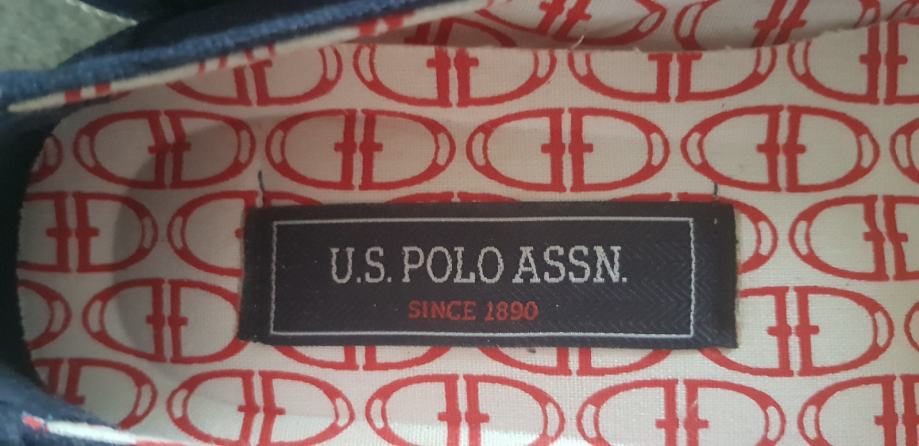 U.S. POLO ASSN.
SINCE 1890